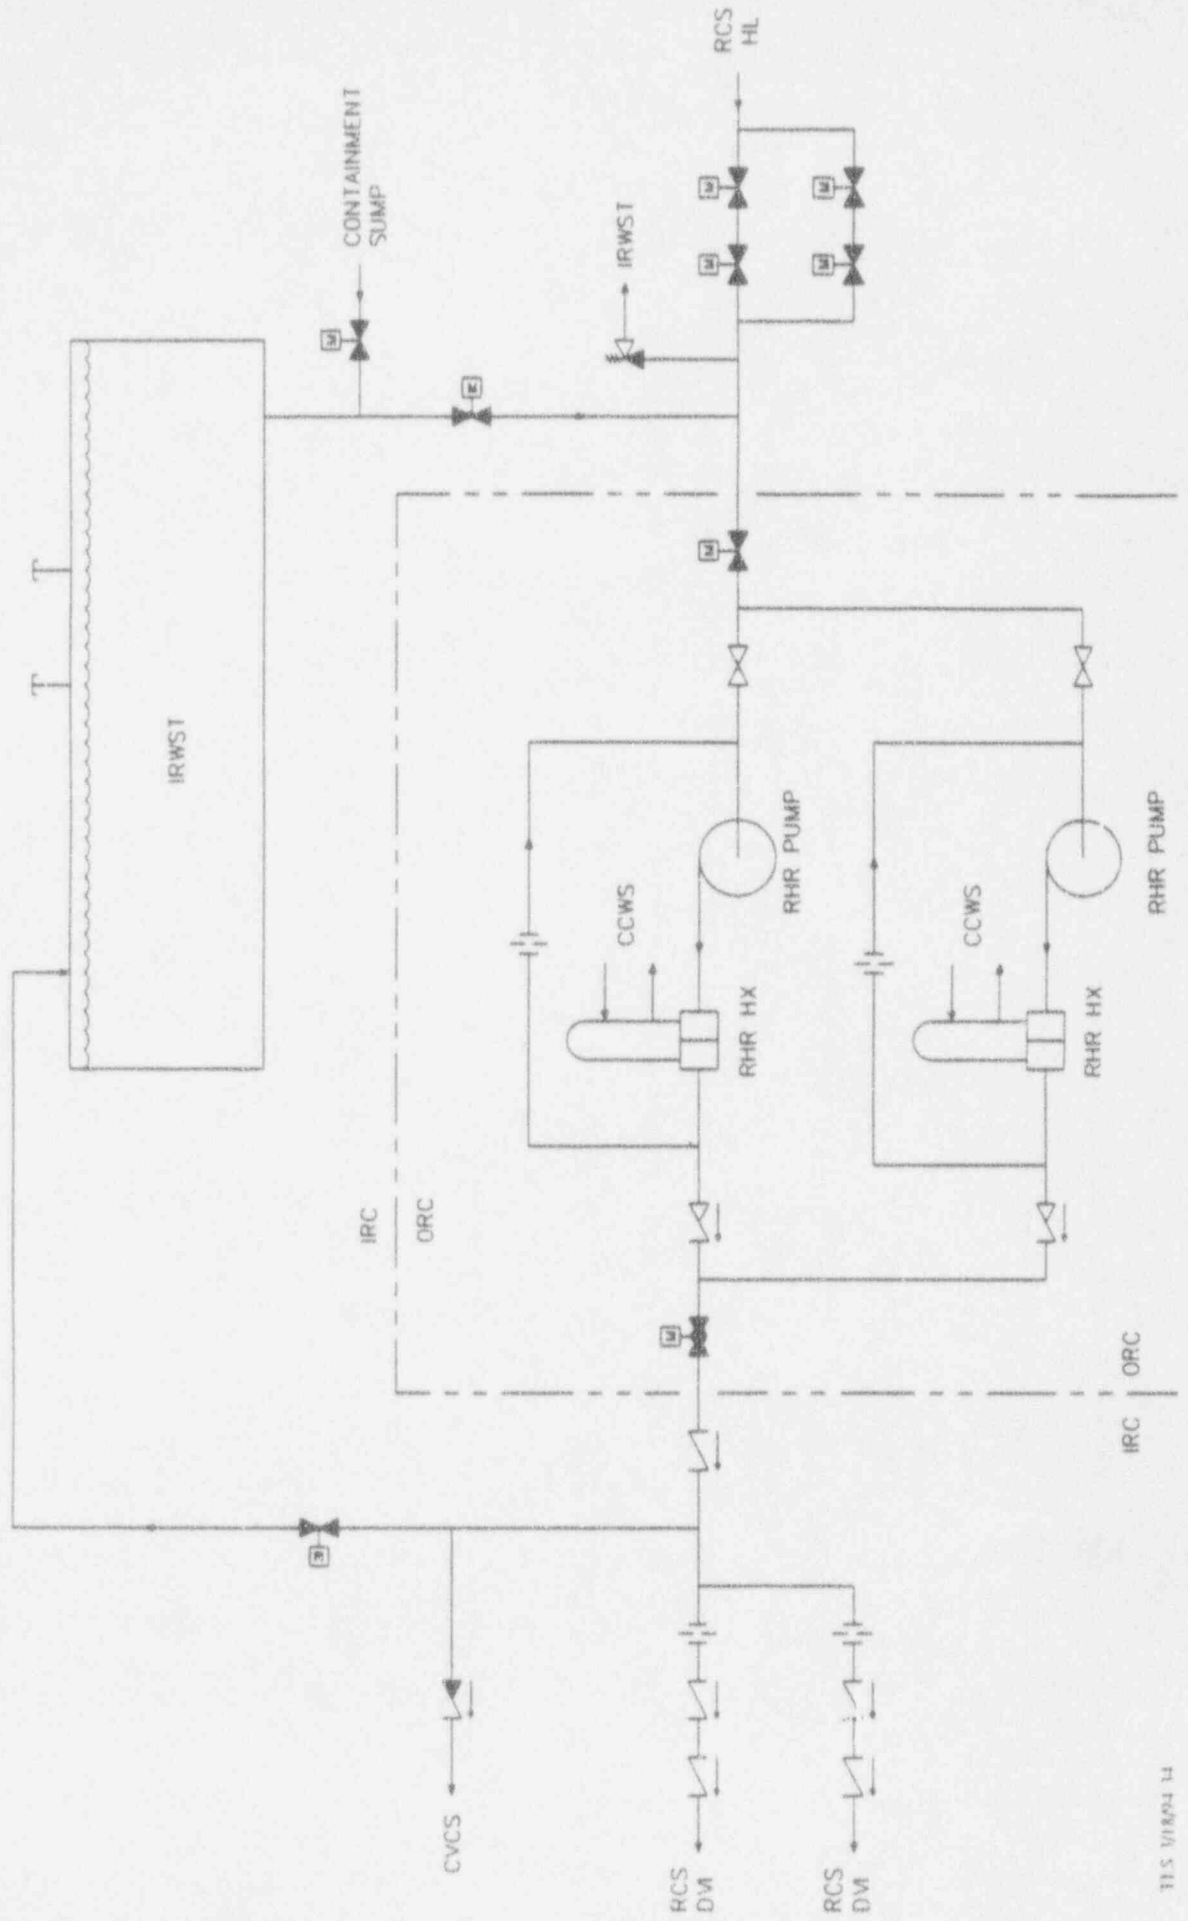 RCS
HL
CONTAINMENT
SUMP
IRWST
M
M
M
M
M
M
M
IRWST
RHR PUMP
RHR PUMP
CCWS
CCWS
RHR HX
RHR HX
IRC
ORC
M
ORC
IRC
M
CVCS
RCS
DVI
RCS
DVI